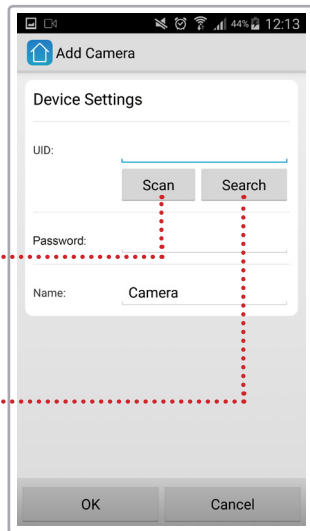 44% 12:13
Add Camera
Device Settings
UID:
Scan Search
Password:
Name: Camera
OK Cancel